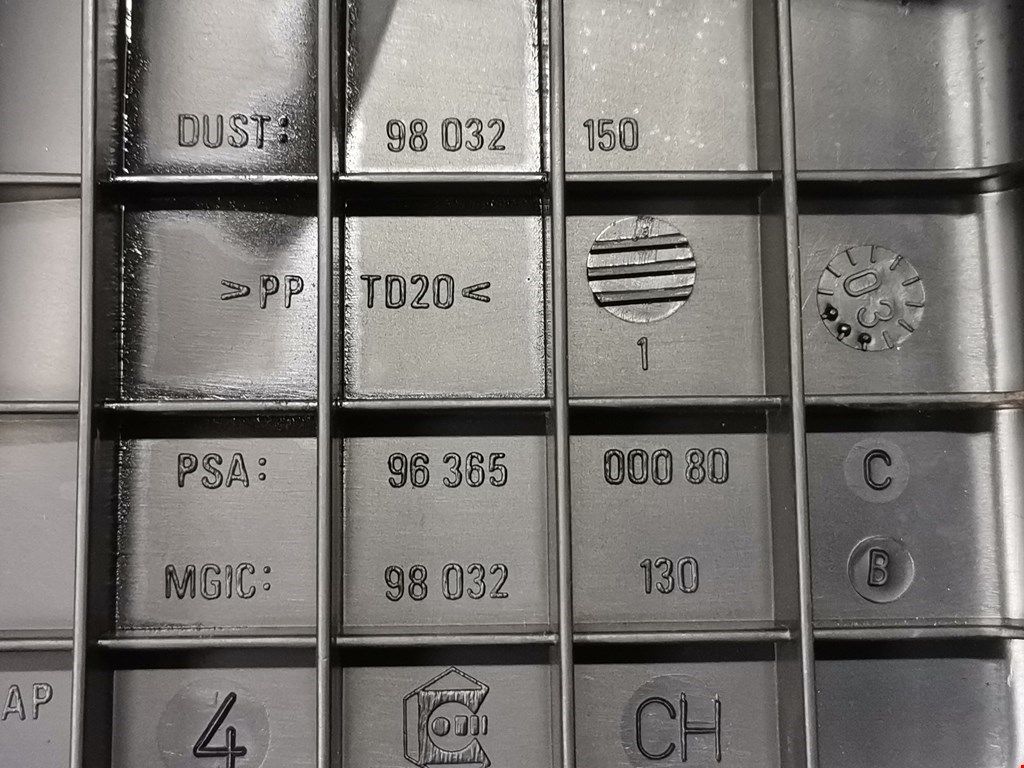 DUST: 98 032 150
>PP TD20<
1
03
PSA: 96 365 000 80 C
MGIC: 98 032 130 B
AP
4 CH